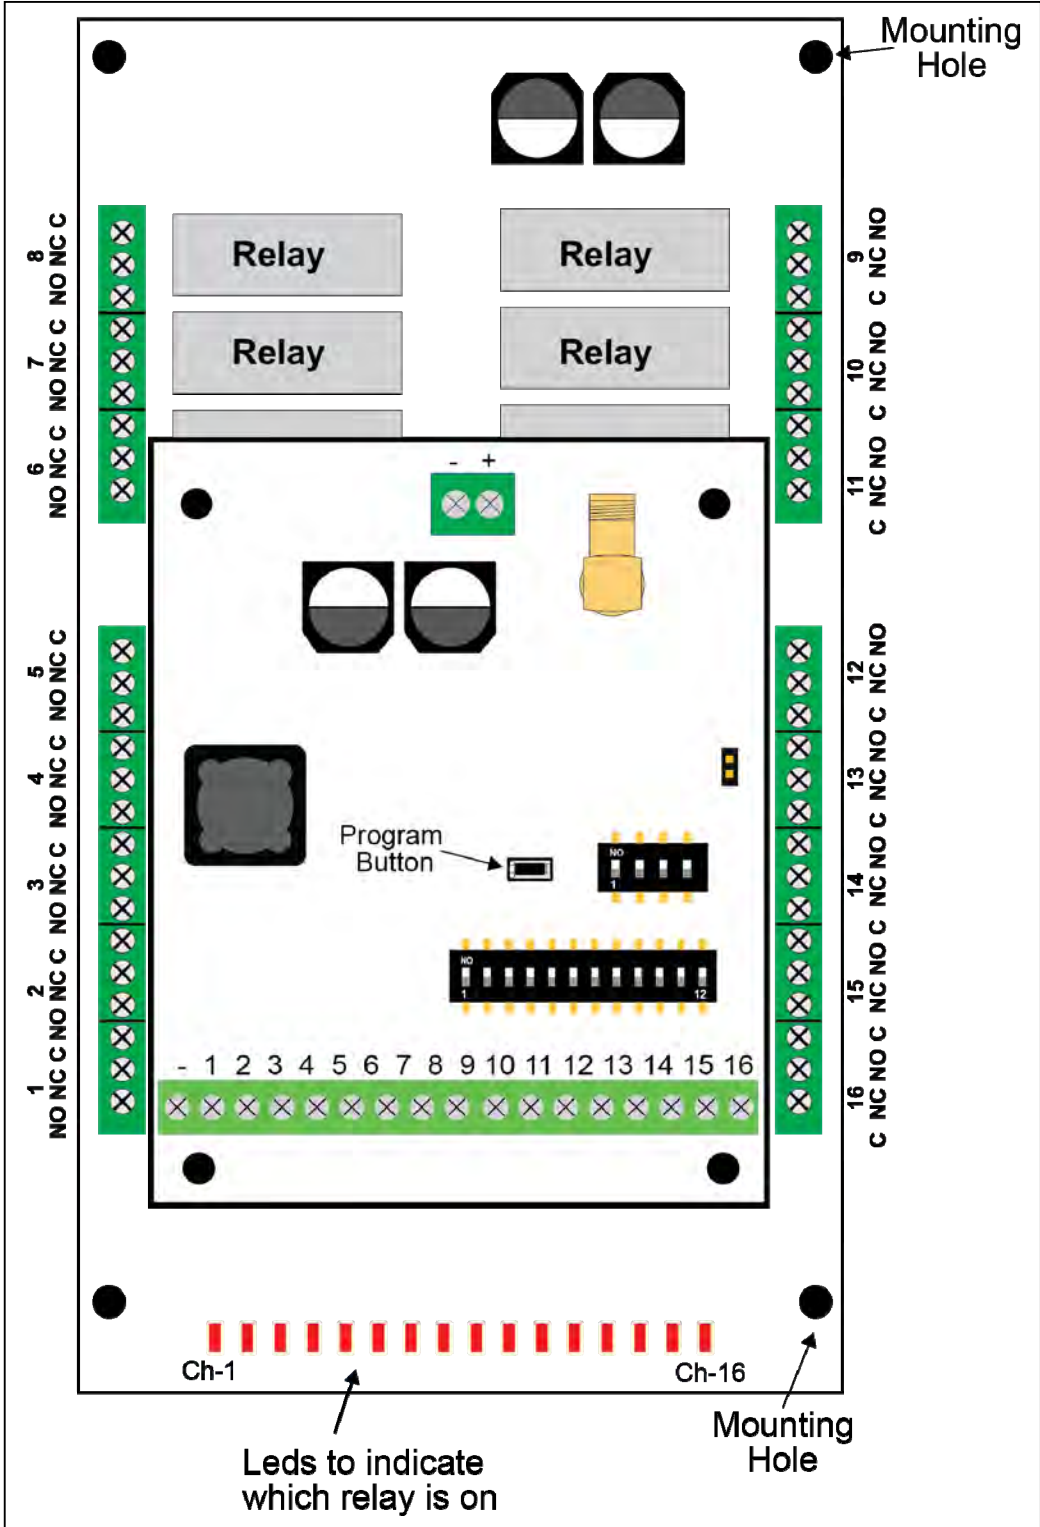 Mounting
Hole
Relay
Relay
Relay
Relay
8
NO NC C
7
NO NC C
6
NO NC C
5
NO NC C
4
NO NC C
3
NO NC C
2
NO NC C
1
NO NC C
9
C NC NO
10
C NC NO
11
C NC NO
12
C NC NO
13
C NC NO
14
C NC NO
15
C NC NO
16
C NC NO
- +
Program
Button
NO
1
NO
1 12
- 1 2 3 4 5 6 7 8 9 10 11 12 13 14 15 16
Ch-1 Ch-16
Mounting
Hole
Leds to indicate
which relay is on